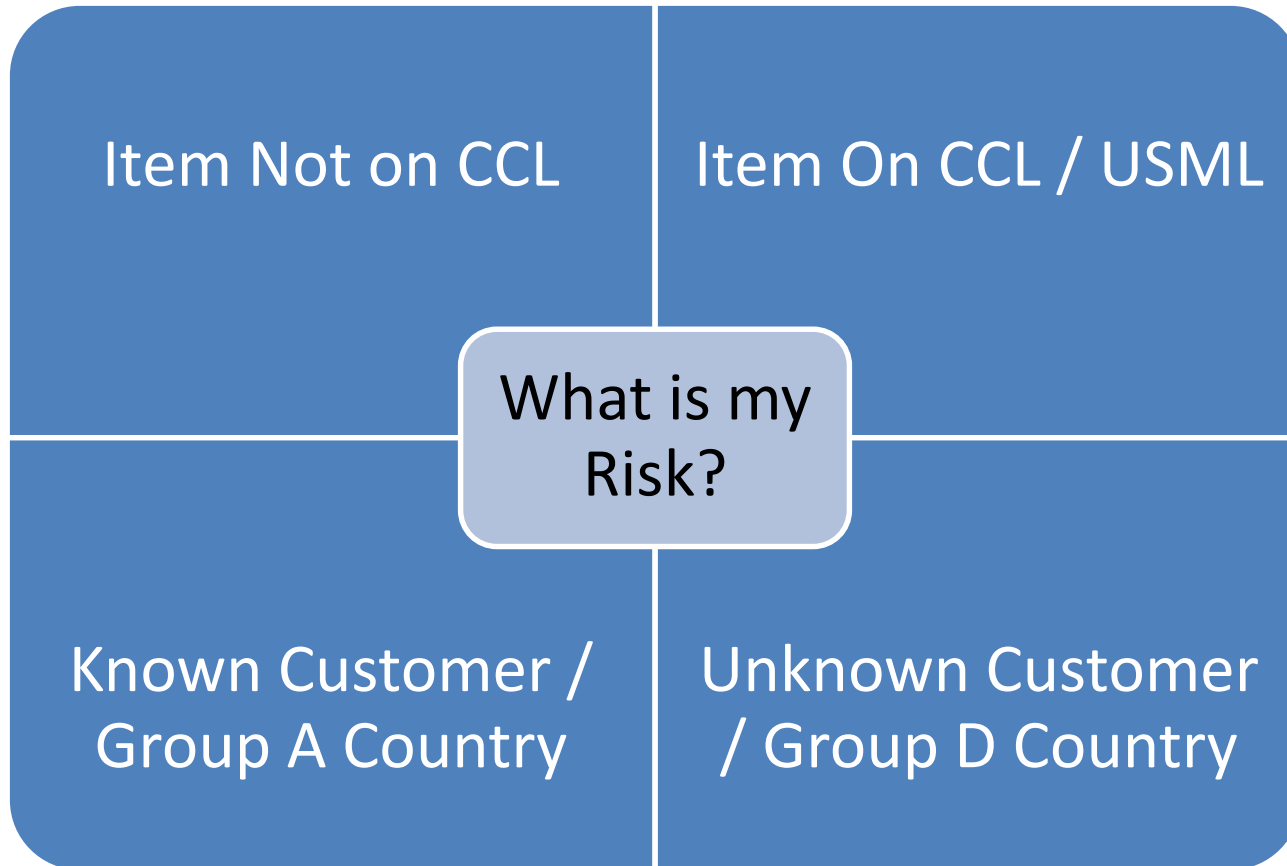 Item Not on CCL
Item On CCL / USML
What is my
Risk?
Known Customer /
Group A Country
Unknown Customer
/ Group D Country